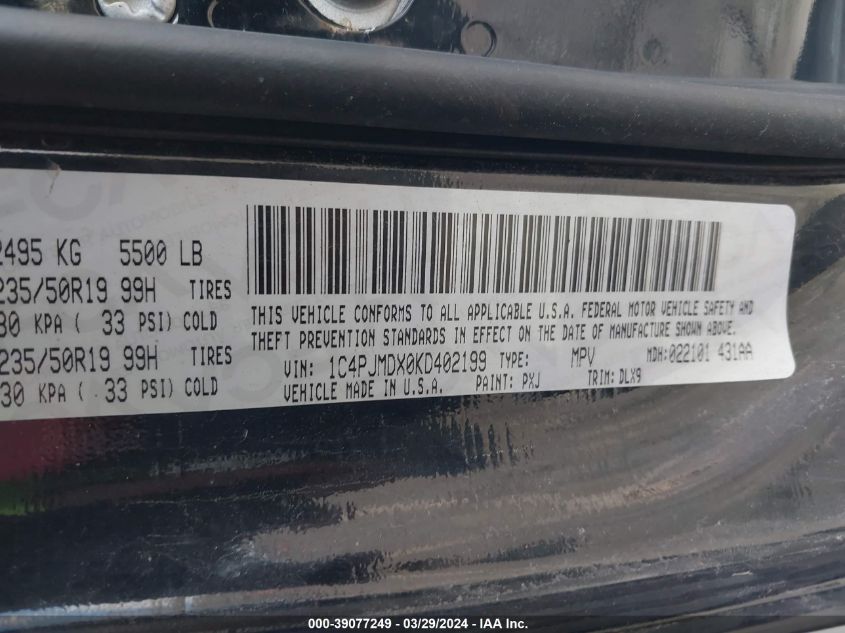 2495 KG 5500 LB
235/50R19 99H TIRES
30 KPA ( 33 PSI) COLD
235/50R19 99H TIRES
30 KPA ( 33 PSI) COLD
THIS VEHICLE CONFORMS TO ALL APPLICABLE U.S.A. FEDERAL MOTOR VEHICLE SAFETY AND
THEFT PREVENTION STANDARDS IN EFFECT ON THE DATE OF MANUFACTURE SHOWN ABOVE.
VIN: 1C4PJMDX0KD402199 TYPE: MPV MDH:022101 431AA
VEHICLE MADE IN U.S.A. PAINT: PXJ TRIM: DLX9
000-39077249 - 03/29/2024 - IAA Inc.